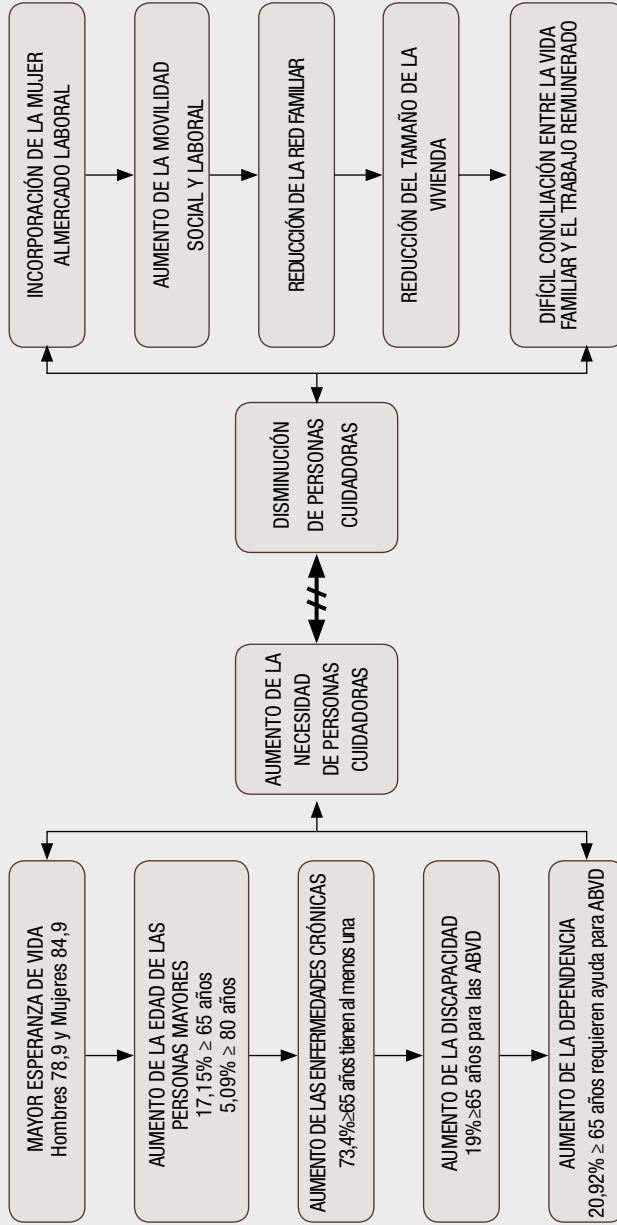 MAYOR ESPERANZA DE VIDA
Hombres 78,9 y Mujeres 84,9
AUMENTO DE LA EDAD DE LAS
PERSONAS MAYORES
17,15% ≥ 65 años
5,09% ≥ 80 años
AUMENTO DE LAS ENFERMEDADES CRÓNICAS
73,4%≥65 años tienen al menos una
AUMENTO DE LA DISCAPACIDAD
19%≥65 años para las ABVD
AUMENTO DE LA DEPENDENCIA
20,92% ≥ 65 años requieren ayuda para ABVD
AUMENTO DE LA
NECESIDAD
DE PERSONAS
CUIDADORAS
DISMINUCIÓN
DE PERSONAS
CUIDADORAS
INCORPORACIÓN DE LA MUJER
ALMERCADO LABORAL
AUMENTO DE LA MOVILIDAD
SOCIAL Y LABORAL
REDUCCIÓN DE LA RED FAMILIAR
REDUCCIÓN DEL TAMAÑO DE LA
VIVIENDA
DIFÍCIL CONCILIACIÓN ENTRE LA VIDA
FAMILIAR Y EL TRABAJO REMUNERADO